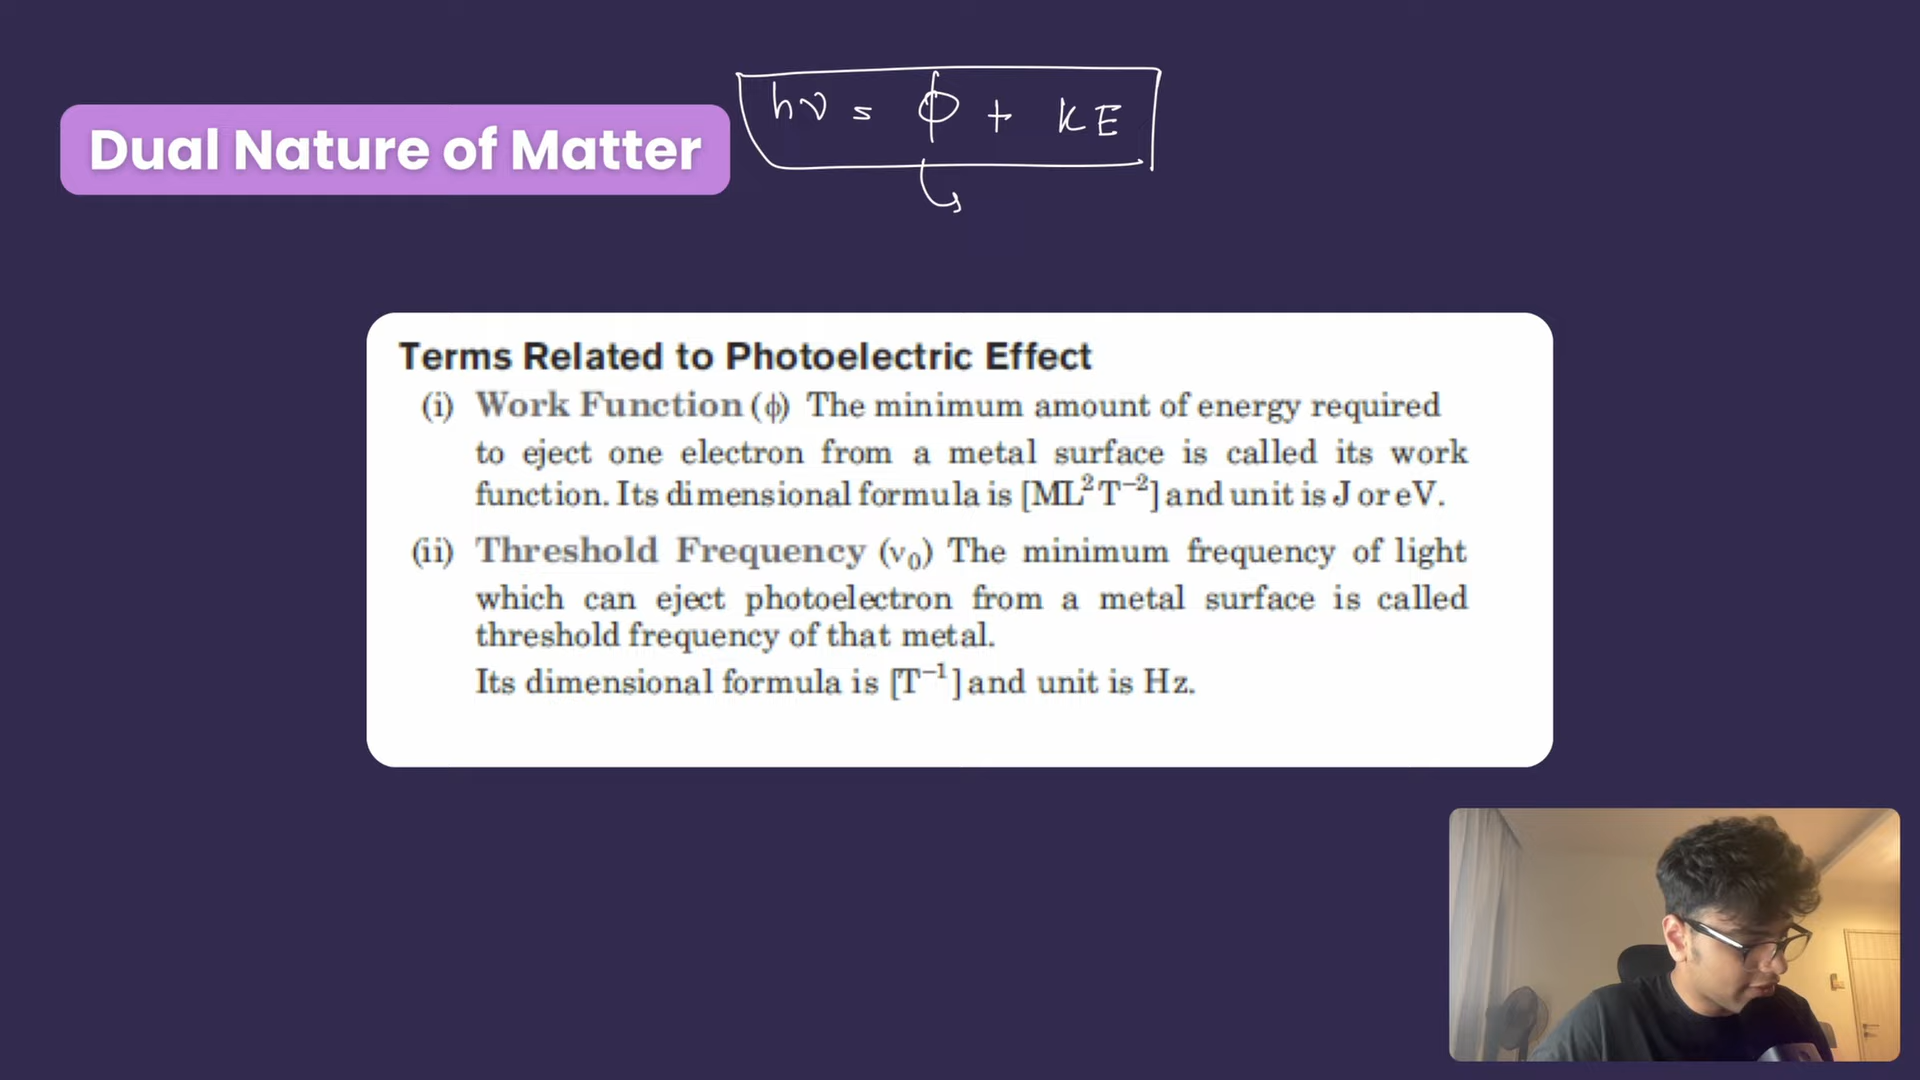 hν = ϕ + KE
Dual Nature of Matter
Terms Related to Photoelectric Effect
(i) Work Function (ϕ) The minimum amount of energy required
to eject one electron from a metal surface is called its work
function. Its dimensional formula is [ML²T⁻²] and unit is J or eV.
(ii) Threshold Frequency (ν₀) The minimum frequency of light
which can eject photoelectron from a metal surface is called
threshold frequency of that metal.
Its dimensional formula is [T⁻¹] and unit is Hz.